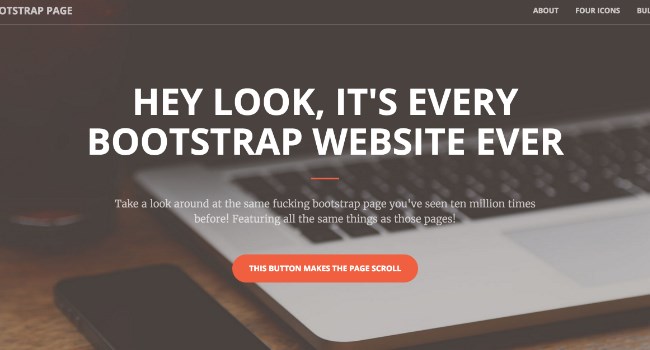 OTSTRAP PAGE
ABOUT FOUR ICONS
HEY LOOK, IT'S EVERY
BOOTSTRAP WEBSITE EVER
Take a look around at the same fucking bootstrap page you've seen ten million times
before! Featuring all the same things as those pages!
THIS BUTTON MAKES THE PAGE SCROLL